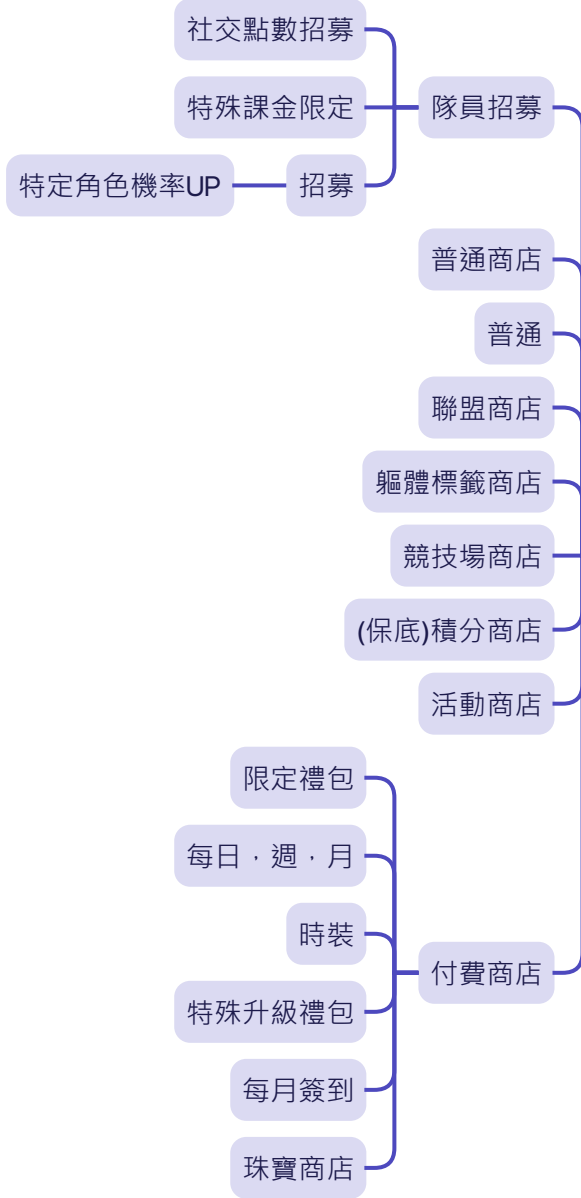 社交點數招募
特殊課金限定
隊員招募
特定角色機率UP
招募
普通商店
普通
聯盟商店
軀體標籤商店
競技場商店
(保底)積分商店
活動商店
限定禮包
每日，週，月
時裝
付費商店
特殊升級禮包
每月簽到
珠寶商店